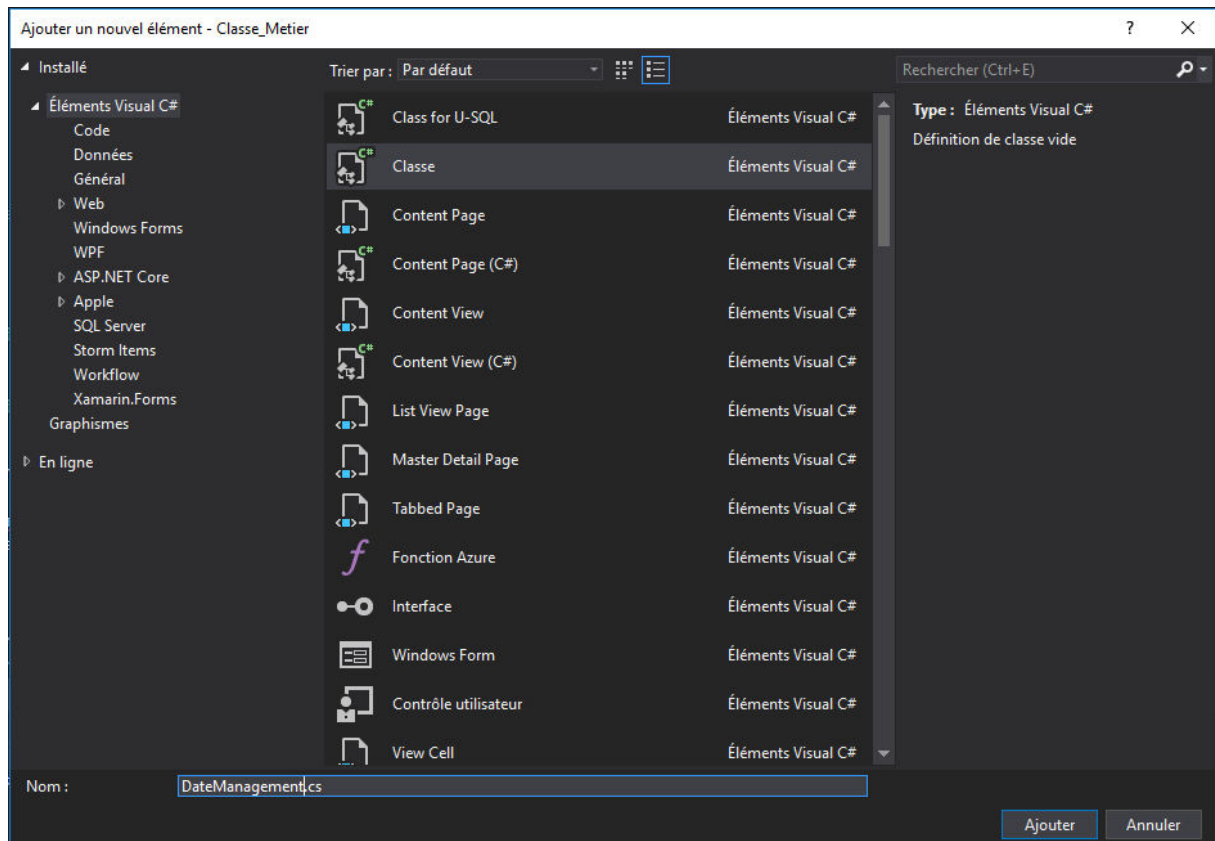 Ajouter un nouvel élément - Classe_Metier
?
Installé
Éléments Visual C#
Code
Données
Général
Web
Windows Forms
WPF
ASP.NET Core
Apple
SQL Server
Storm Items
Workflow
Xamarin.Forms
Graphismes
En ligne
Trier par : Par défaut
C# Class for U-SQL Éléments Visual C#
C# Classe Éléments Visual C#
Content Page Éléments Visual C#
C# Content Page (C#) Éléments Visual C#
Content View Éléments Visual C#
C# Content View (C#) Éléments Visual C#
List View Page Éléments Visual C#
Master Detail Page Éléments Visual C#
Tabbed Page Éléments Visual C#
Fonction Azure Éléments Visual C#
Interface Éléments Visual C#
Windows Form Éléments Visual C#
Contrôle utilisateur Éléments Visual C#
View Cell Éléments Visual C#
Rechercher (Ctrl+E)
Type : Éléments Visual C#
Définition de classe vide
Nom : DateManagement.cs
Ajouter Annuler